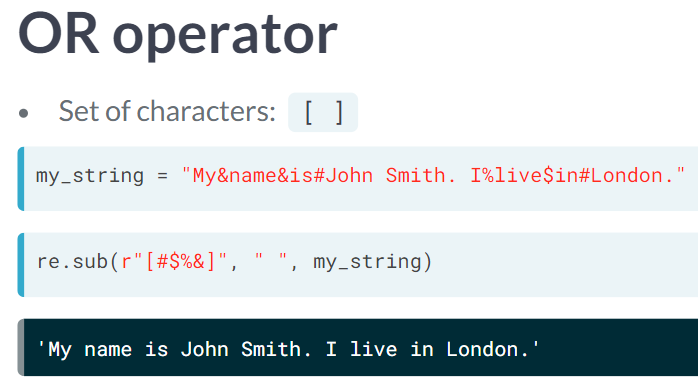 OR operator
• Set of characters: [ ]
my_string = "My&name&is#John Smith. I%live$in#London."
re.sub(r"[#$%&]", " ", my_string)
'My name is John Smith. I live in London.'